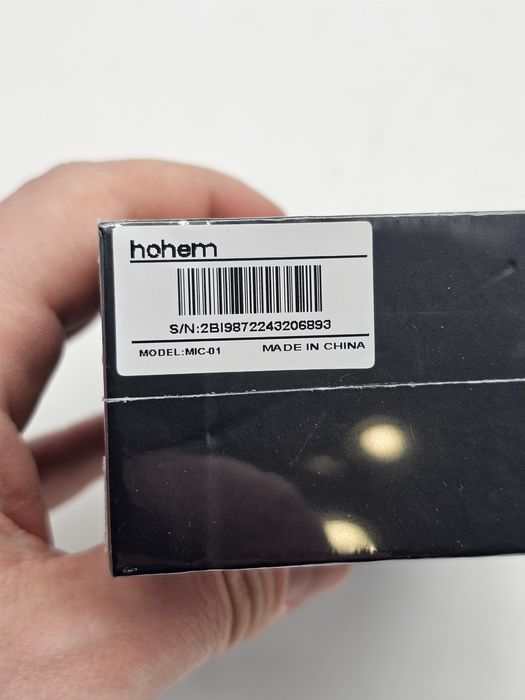 hohem
S/N:2BI9872243206893
MODEL:MIC-01 MADE IN CHINA